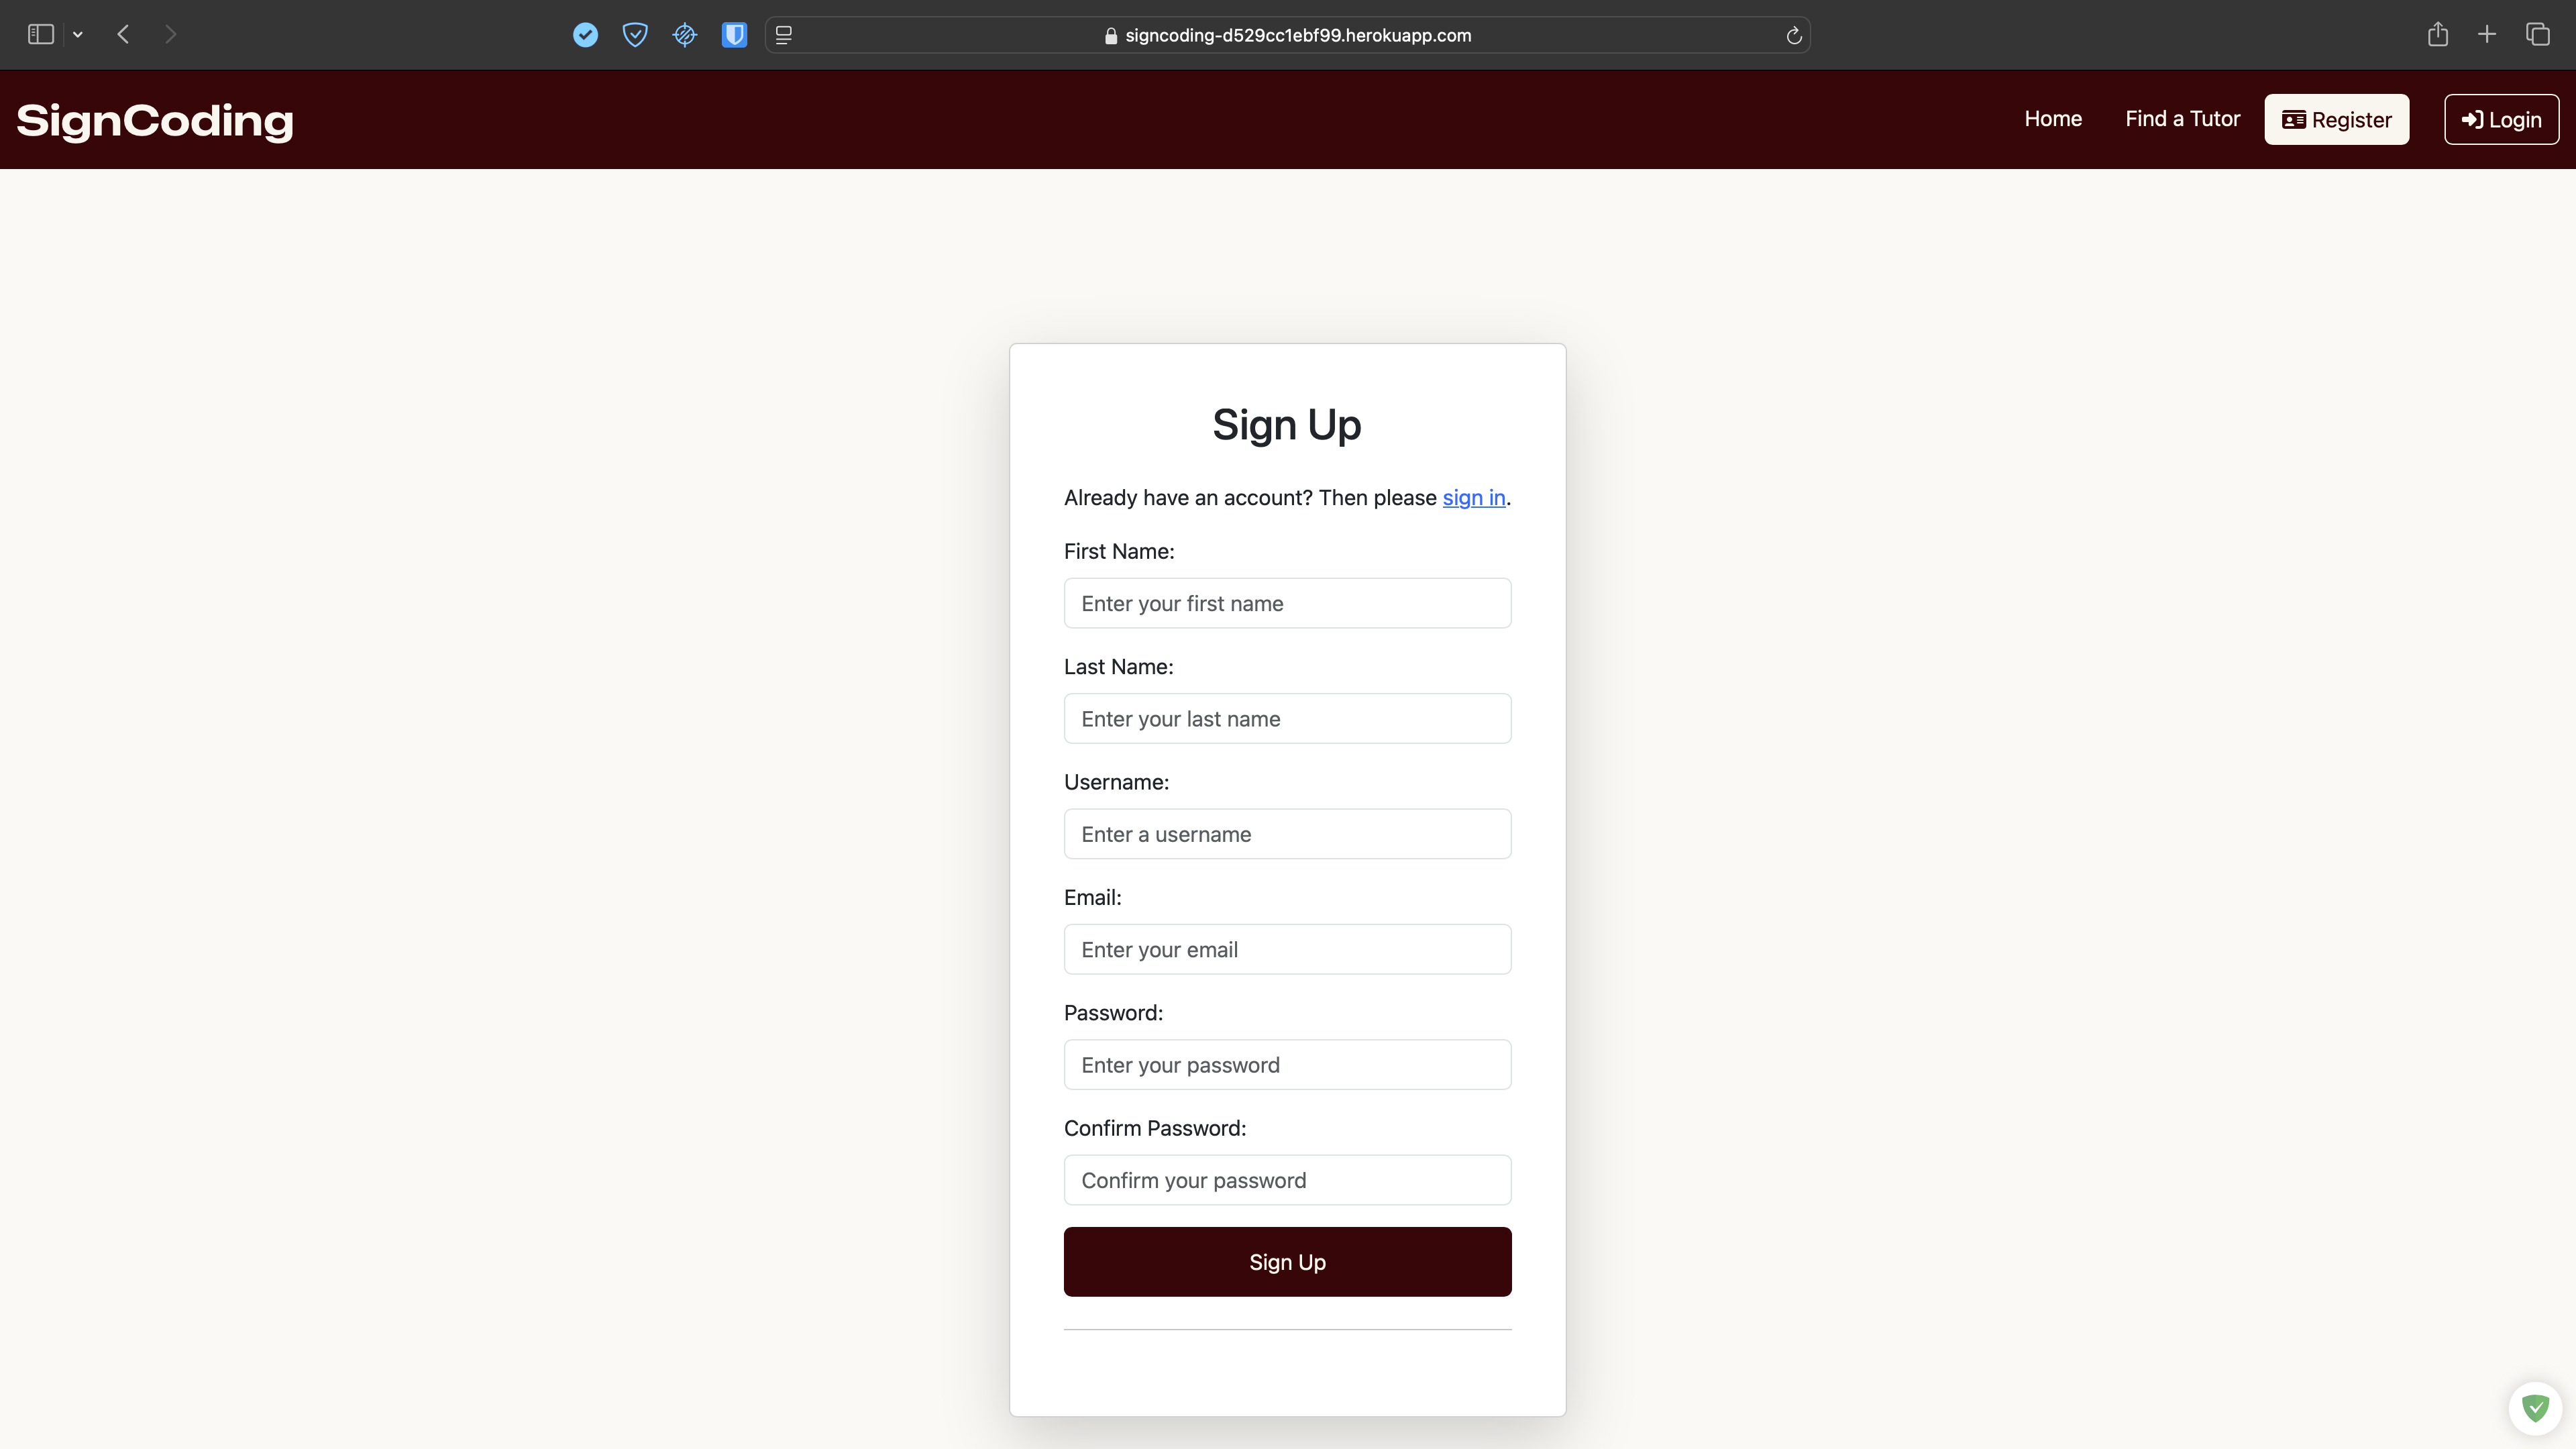 signcoding-d529cc1ebf99.herokuapp.com
SignCoding
Home
Find a Tutor
Register
Login
Sign Up
Already have an account? Then please sign in.
First Name:
Enter your first name
Last Name:
Enter your last name
Username:
Enter a username
Email:
Enter your email
Password:
Enter your password
Confirm Password:
Confirm your password
Sign Up